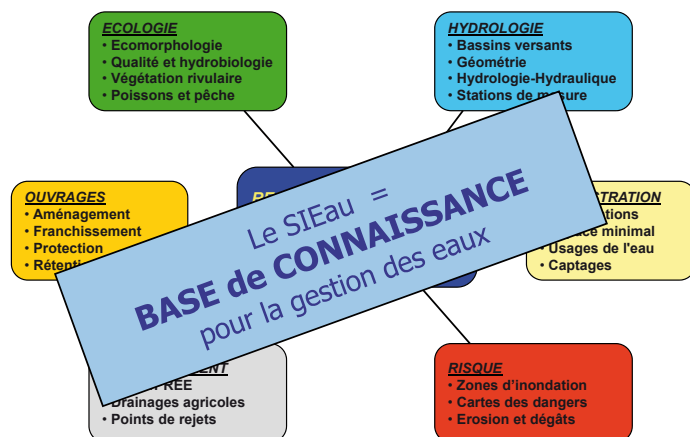 ECOLOGIE
• Ecomorphologie
• Qualité et hydrobiologie
• Végétation rivulaire
• Poissons et pêche
HYDROLOGIE
• Bassins versants
• Géométrie
• Hydrologie-Hydraulique
• Stations de mesure
OUVRAGES
• Aménagement
• Franchissement
• Protection
Le SIEau =
BASE de CONNAISSANCE
pour la gestion des eaux
minimal
• Usages de l'eau
• Captages
• Drainages agricoles
• Points de rejets
RISQUE
• Zones d'inondation
• Cartes des dangers
• Erosion et dégâts